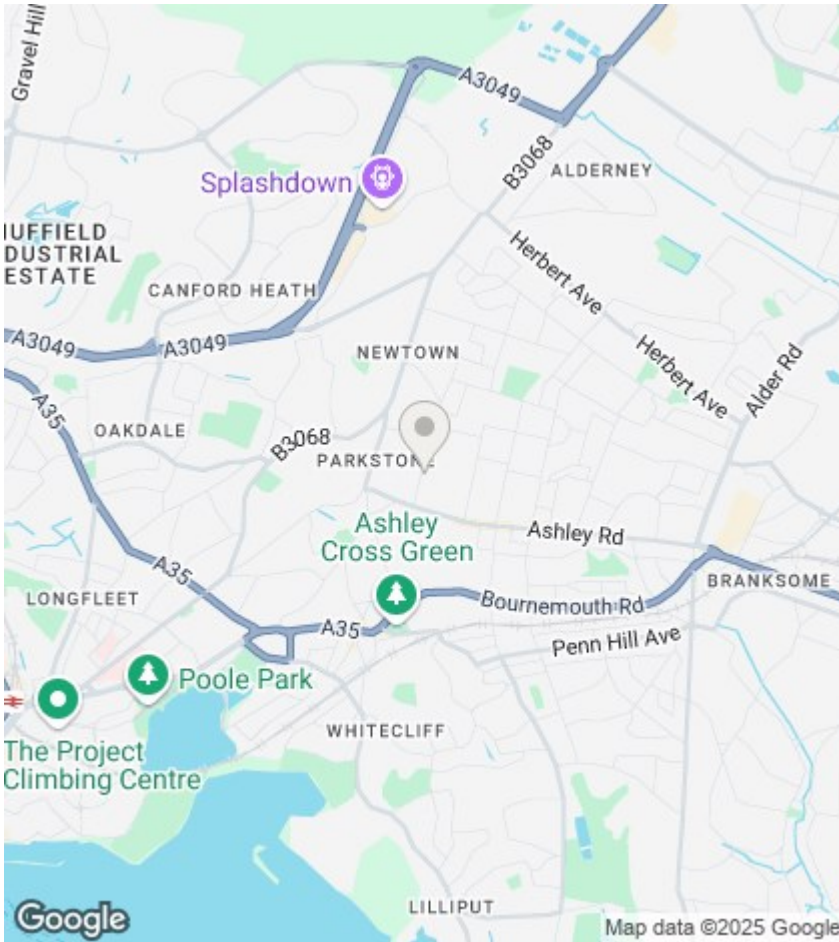 Gravel Hill
A3049
B3068
ALDERNEY
Splashdown
UFFIELD
DUSTRIAL
ESTATE
CANFORD HEATH
Herbert Ave
A3049
A3049
NEWTOWN
Herbert Ave
Alder Rd
A35
OAKDALE
B3068
PARKSTONE
Ashley
Cross Green
Ashley Rd
A35
BRANKSOME
LONGFLEET
Bournemouth Rd
A35
Penn Hill Ave
Poole Park
WHITECLIFF
The Project
Climbing Centre
LILLIPUT
Google
Map data ©2025 Google